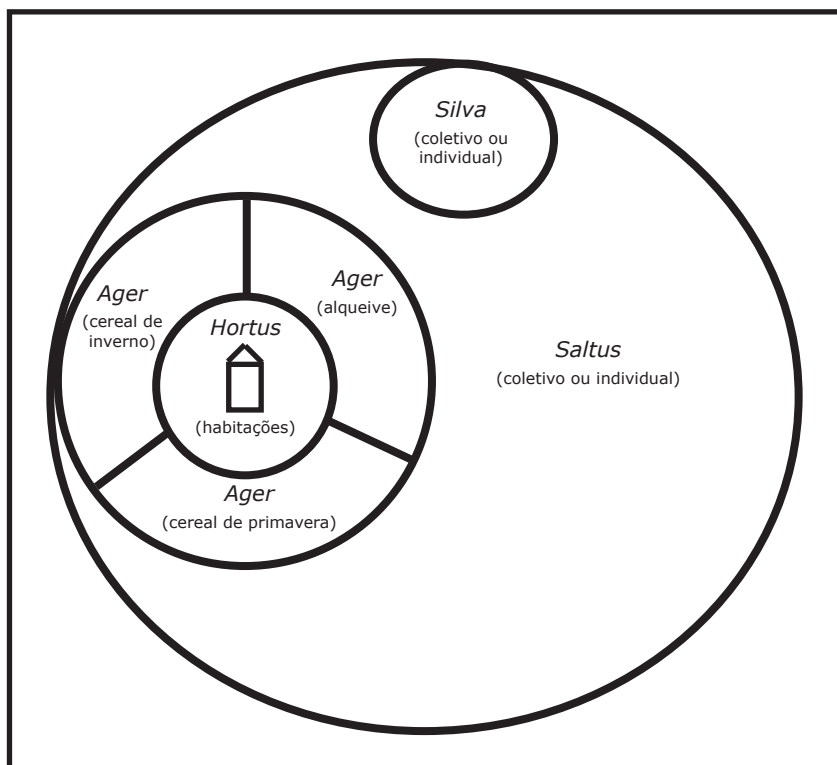 Silva
(coletivo ou
individual)
Ager
(cereal de
inverno)
Ager
(alqueive)
Hortus
(habitações)
Saltus
(coletivo ou individual)
Ager
(cereal de primavera)